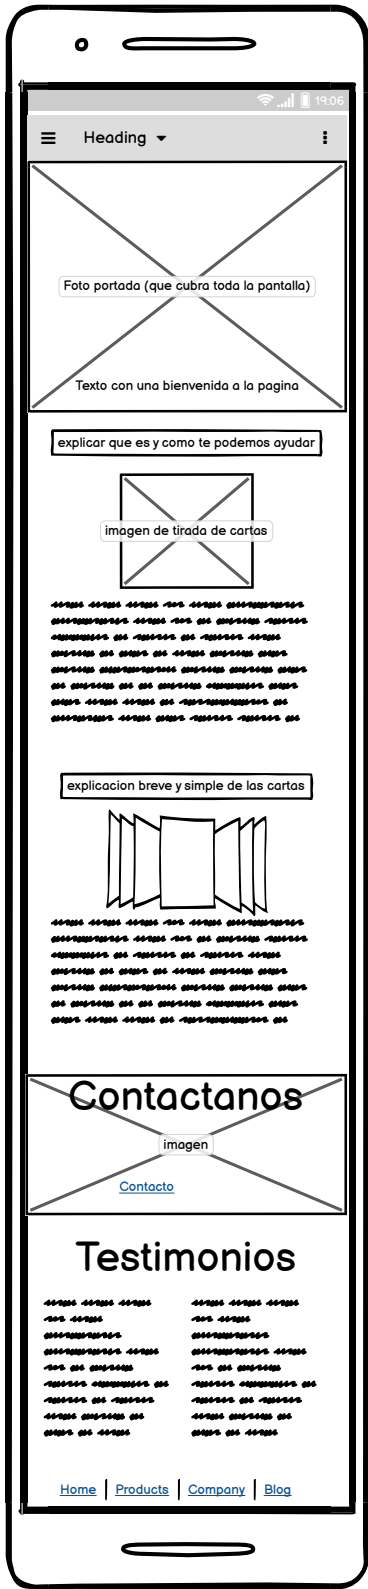 19:06
Heading
Foto portada (que cubra toda la pantalla)
Texto con una bienvenida a la pagina
explicar que es y como te podemos ayudar
imagen de tirada de cartas
explicacion breve y simple de las cartas
Contactanos
imagen
Contacto
Testimonios
Home Products Company Blog